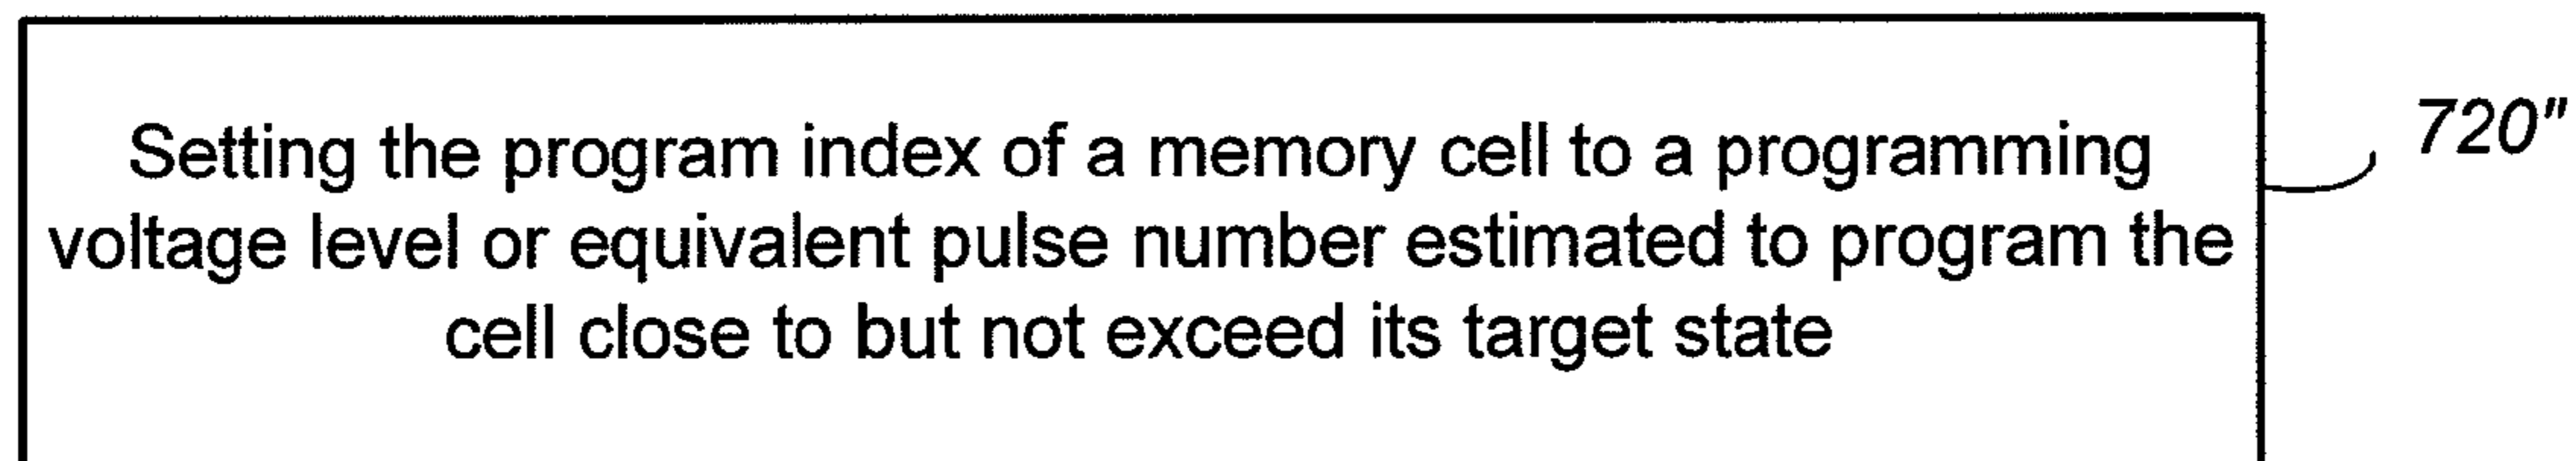 Setting the program index of a memory cell to a programming
voltage level or equivalent pulse number estimated to program the
cell close to but not exceed its target state
720"